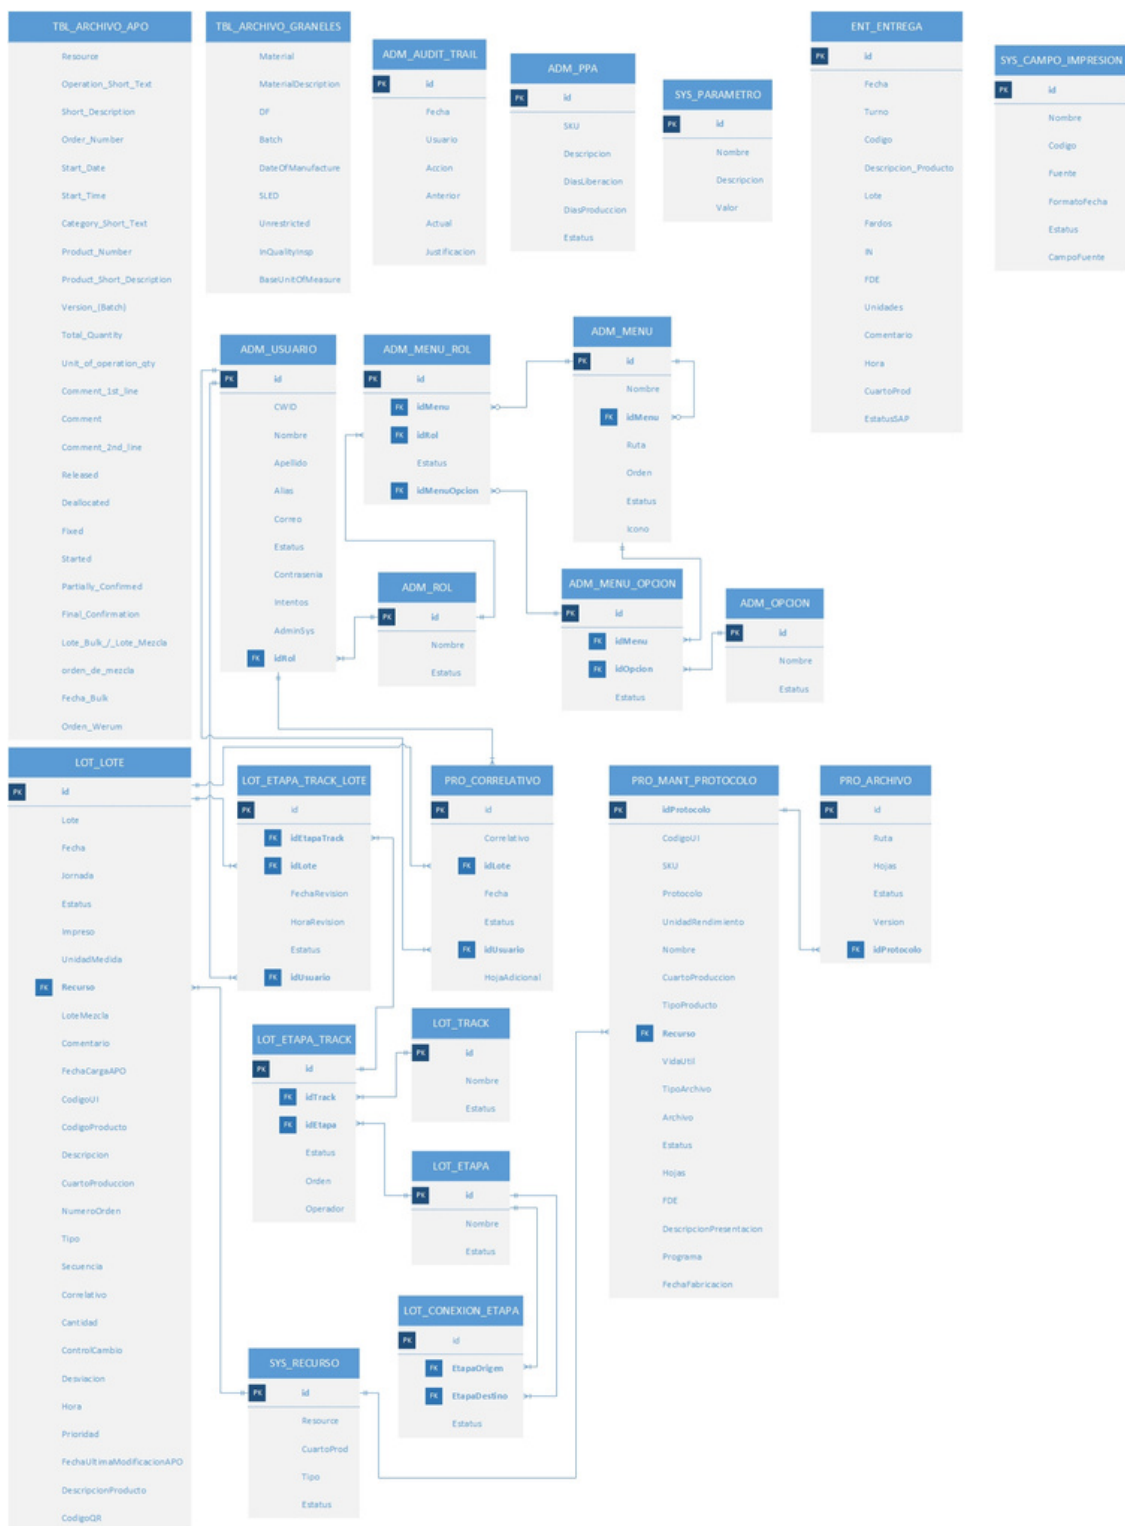 TBL_ARCHIVO_APO
Resource
Operation_Short_Text
Short_Description
Order_Number
Start_Date
Start_Time
Category_Short_Text
Product_Number
Product_Short_Description
Version_(Batch)
Total_Quantity
Unit_of_operation_qty
Comment_1st_line
Comment
Comment_2nd_line
Released
Deallocated
Fixed
Started
Partially_Confirmed
Final_Confirmation
Lote_Bulk_/_Lote_Mezcla
orden_de_mezcla
Fecha_Bulk
Orden_Werum
TBL_ARCHIVO_GRANELES
Material
MaterialDescription
DF
Batch
DateOfManufacture
SLED
Unrestricted
InQualityInsp
BaseUnitOfMeasure
ADM_AUDIT_TRAIL
PK id
Fecha
Usuario
Accion
Anterior
Actual
Justificacion
ADM_PPA
PK id
SKU
Descripcion
DiasLiberacion
DiasProduccion
Estatus
SYS_PARAMETRO
PK id
Nombre
Descripcion
Valor
ENT_ENTREGA
PK id
Fecha
Turno
Codigo
Descripcion_Producto
Lote
Fardos
IN
FDE
Unidades
Comentario
Hora
CuartoProd
EstatusSAP
SYS_CAMPO_IMPRESION
PK id
Nombre
Codigo
Fuente
FormatoFecha
Estatus
CampoFuente
ADM_USUARIO
PK id
CWID
Nombre
Apellido
Alias
Correo
Estatus
Contrasenia
Intentos
AdminSys
FK idRol
ADM_MENU_ROL
PK id
FK idMenu
FK idRol
Estatus
FK idMenuOpcion
ADM_MENU
PK id
Nombre
FK idMenu
Ruta
Orden
Estatus
Icono
ADM_ROL
PK id
Nombre
Estatus
ADM_MENU_OPCION
PK id
FK idMenu
FK idOpcion
Estatus
ADM_OPCION
PK id
Nombre
Estatus
LOT_LOTE
PK id
Lote
Fecha
Jornada
Estatus
Impreso
UnidadMedida
FK Recurso
LoteMezcla
Comentario
FechaCargaAPO
CodigoUI
CodigoProducto
Descripcion
CuartoProduccion
NumeroOrden
Tipo
Secuencia
Correlativo
Cantidad
ControlCambio
Desviacion
Hora
Prioridad
FechaUltimaModificacionAPO
DescripcionProducto
CodigoQR
LOT_ETAPA_TRACK_LOTE
PK id
FK idEtapaTrack
FK idLote
FechaRevision
HoraRevision
Estatus
FK idUsuario
PRO_CORRELATIVO
PK id
Correlativo
FK idLote
Fecha
Estatus
FK idUsuario
HojaAdicional
PRO_MANT_PROTOCOLO
PK idProtocolo
CodigoUI
SKU
Protocolo
UnidadRendimiento
Nombre
CuartoProduccion
TipoProducto
FK Recurso
VidaUtil
TipoArchivo
Archivo
Estatus
Hojas
FDE
DescripcionPresentacion
Programa
FechaFabricacion
PRO_ARCHIVO
PK id
Ruta
Hojas
Estatus
Version
FK idProtocolo
LOT_ETAPA_TRACK
PK id
FK idTrack
FK idEtapa
Estatus
Orden
Operador
LOT_TRACK
PK id
Nombre
Estatus
LOT_ETAPA
PK id
Nombre
Estatus
LOT_CONEXION_ETAPA
PK id
FK EtapaOrigen
FK EtapaDestino
Estatus
SYS_RECURSO
PK id
Resource
CuartoProd
Tipo
Estatus